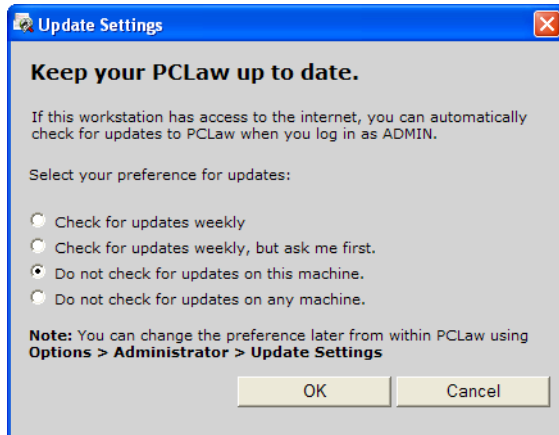 Update Settings
Keep your PCLaw up to date.
If this workstation has access to the internet, you can automatically
check for updates to PCLaw when you log in as ADMIN.
Select your preference for updates:
Check for updates weekly
Check for updates weekly, but ask me first.
Do not check for updates on this machine.
Do not check for updates on any machine.
Note: You can change the preference later from within PCLaw using
Options > Administrator > Update Settings
OK
Cancel